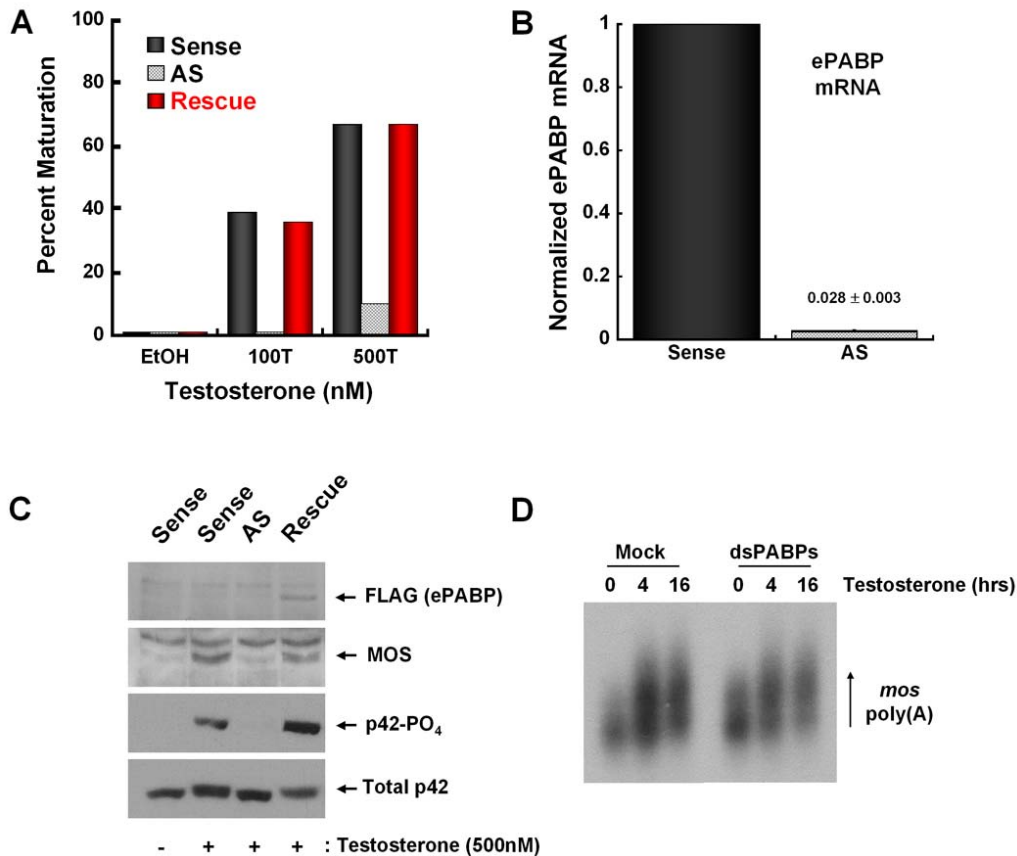 A
100
80
60
40
20
0
Percent Maturation
Sense
AS
Rescue
EtOH 100T 500T
Testosterone (nM)
B
1
0.8
0.6
0.4
0.2
0
Normalized ePABP mRNA
ePABP
mRNA
0.028 ± 0.003
Sense AS
C
Sense Sense AS Rescue
FLAG (ePABP)
MOS
p42-PO4
Total p42
- + + + : Testosterone (500nM)
D
Mock dsPABPs
0 4 16 0 4 16 Testosterone (hrs)
mos
poly(A)